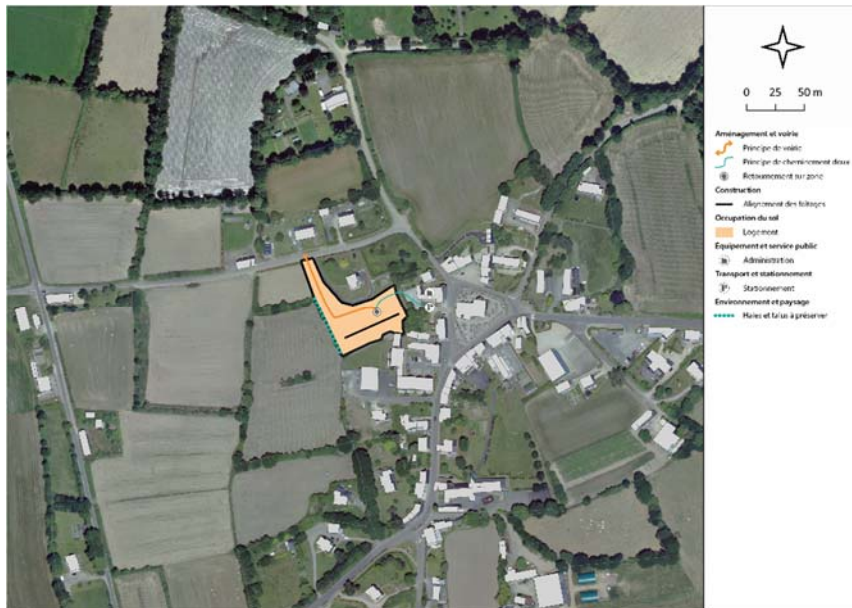 0 25 50 m
Aménagement et voirie
Principe de voirie
Principe de cheminement doux
Retournement sur zone
Construction
Alignement des faîtages
Occupation du sol
Logement
Équipement et service public
Administration
Transport et stationnement
Stationnement
Environnement et paysage
Haies et talus à préserver